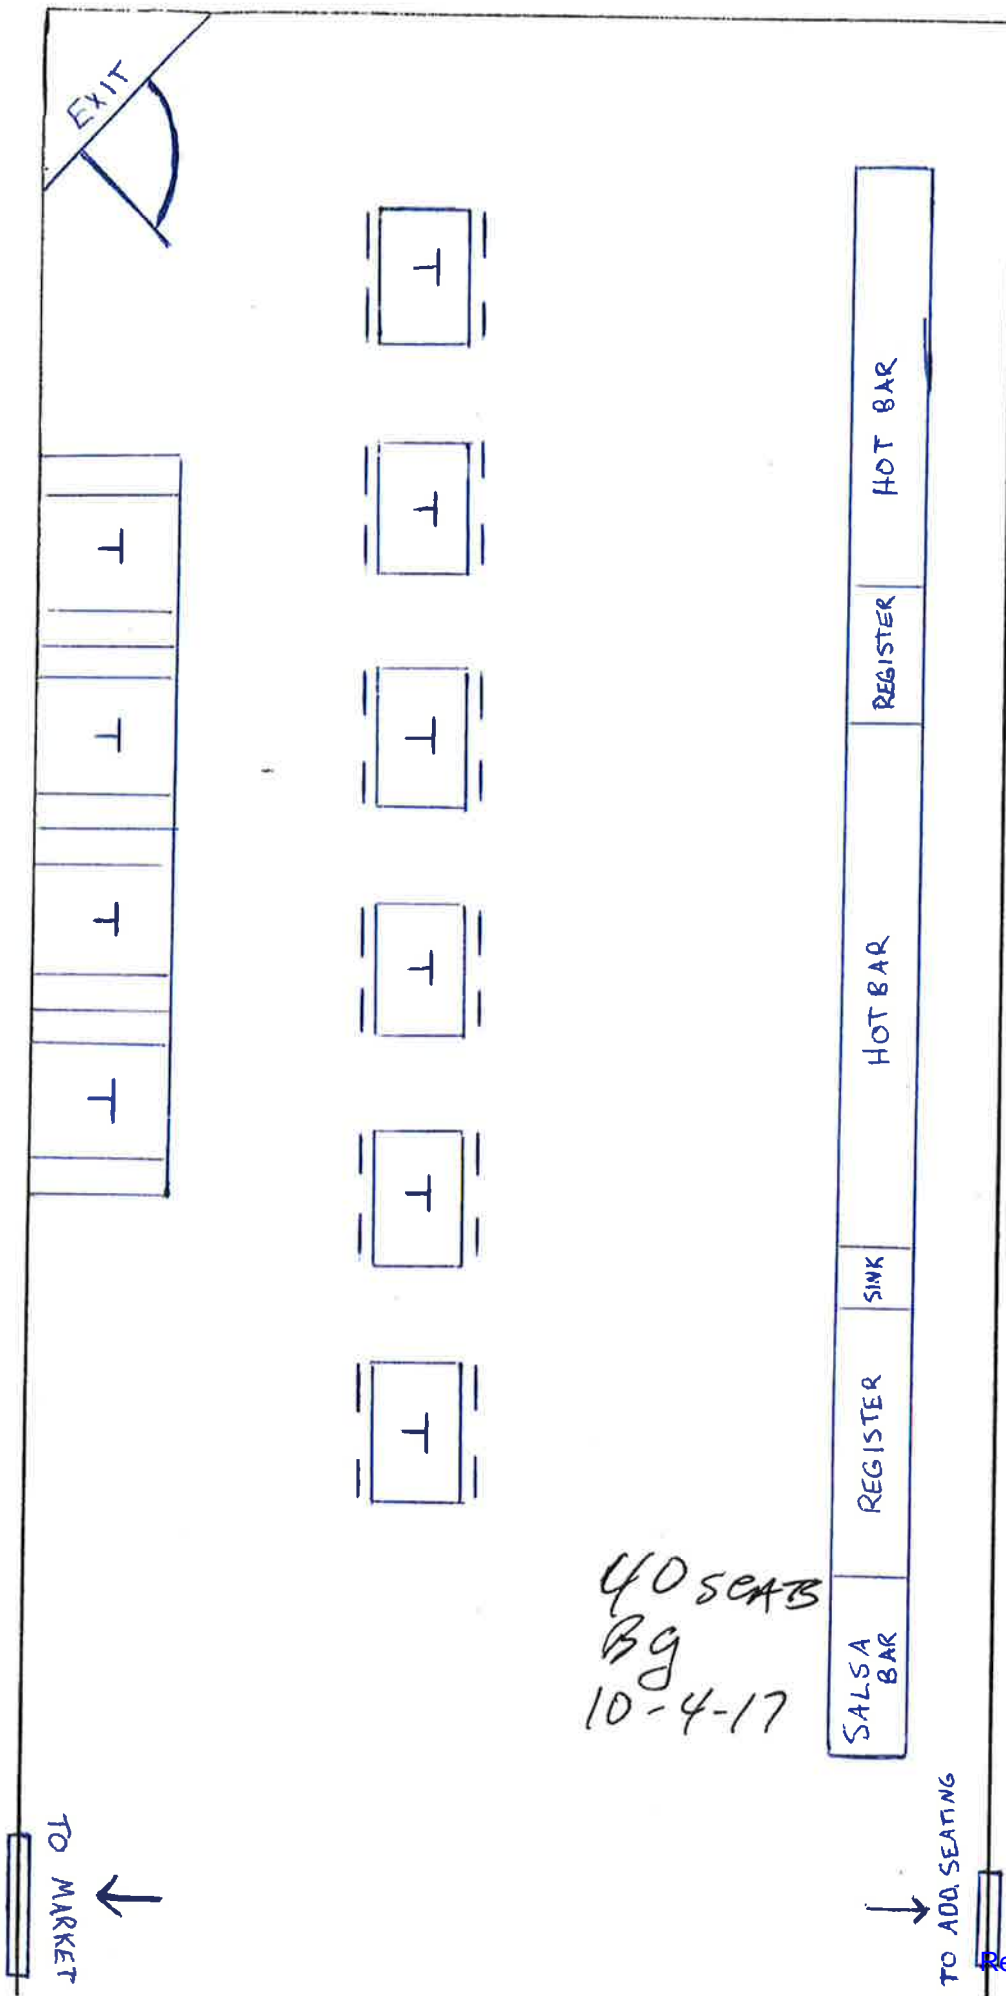 EXIT
T
T
T
T
T
T
T
T
T
T
HOT BAR
REGISTER
HOT BAR
SINK
REGISTER
SALSA
BAR
40 SEATS
Bg
10-4-17
TO MARKET
TO ADD. SEATING